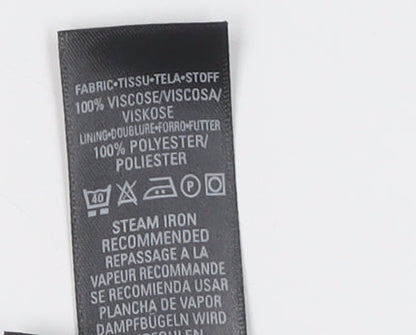 FABRIC•TISSU•TELA•STOFF
100% VISCOSE/VISCOSA/
VISKOSE
LINING•DOUBLURE•FORRO•FUTTER
100% POLYESTER/
POLIESTER
40 P
STEAM IRON
RECOMMENDED
REPASSAGE A LA
VAPEUR RECOMMANDE
SE RECOMIENDA USAR
PLANCHA DE VAPOR
DAMPFBÜGELN WIRD